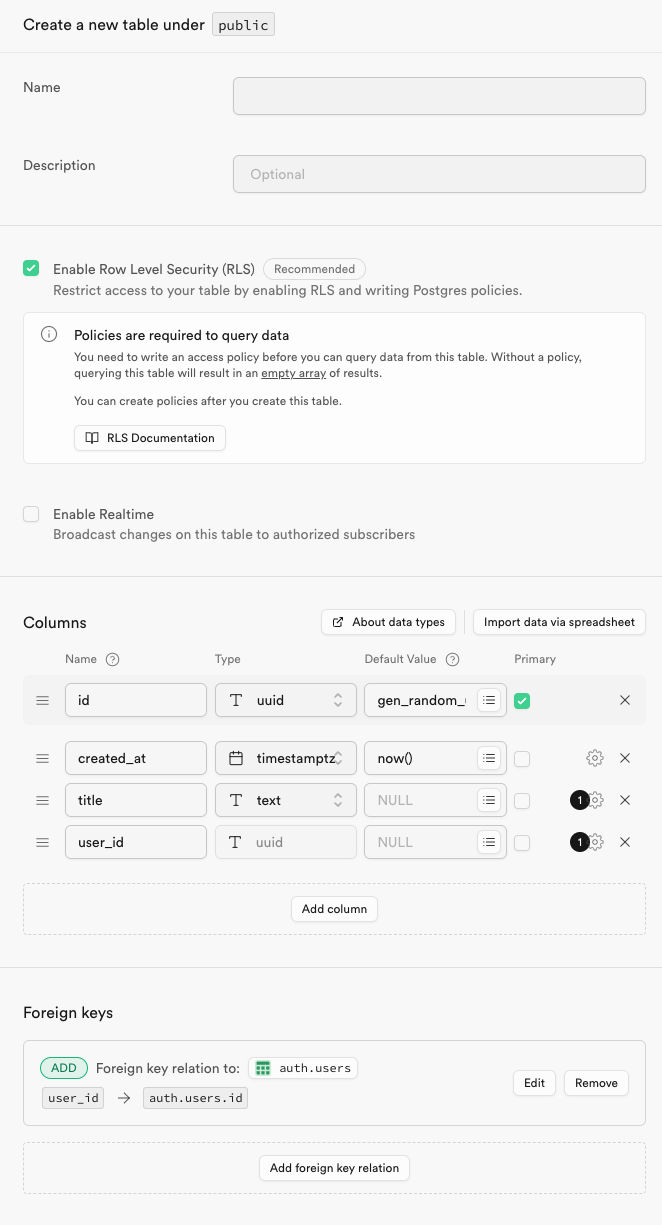 Create a new table under public
Name
Description
Optional
Enable Row Level Security (RLS) Recommended
Restrict access to your table by enabling RLS and writing Postgres policies.
Policies are required to query data
You need to write an access policy before you can query data from this table. Without a policy,
querying this table will result in an empty array of results.
You can create policies after you create this table.
RLS Documentation
Enable Realtime
Broadcast changes on this table to authorized subscribers
Columns About data types Import data via spreadsheet
Name Type Default Value Primary
id uuid gen_random_
created_at timestamptz now()
title text NULL 1
user_id uuid NULL 1
Add column
Foreign keys
ADD Foreign key relation to: auth.users
user_id → auth.users.id
Edit Remove
Add foreign key relation